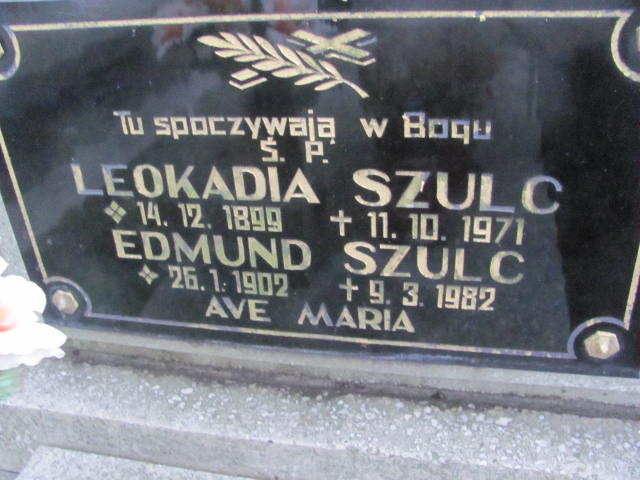 Tu spoczywają w Bogu
Ś. P.
LEOKADIA SZULC
14. 12. 1899 + 11. 10. 1971
EDMUND SZULC
26. 1. 1902 + 9. 3. 1982
AVE MARIA